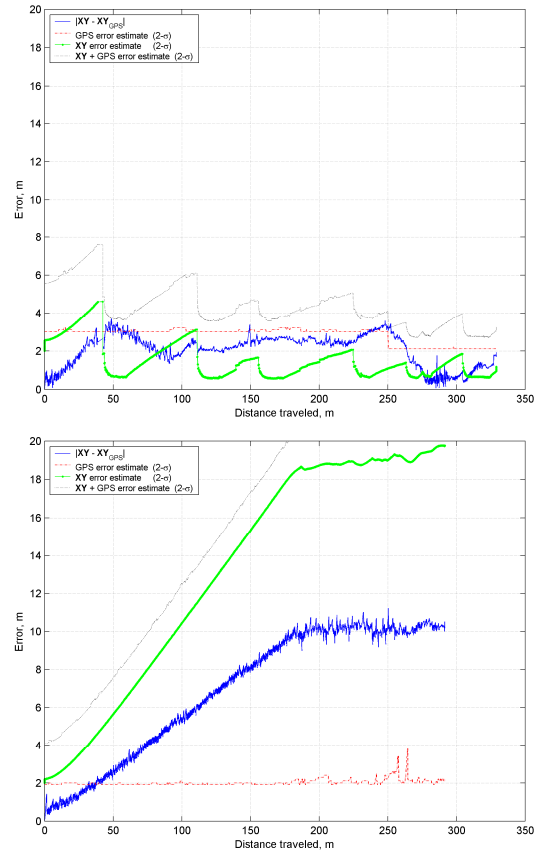 20
18
16
14
12
10
8
6
4
2
0
Error, m
|XY - XY_GPS|
GPS error estimate (2-σ)
XY error estimate (2-σ)
XY + GPS error estimate (2-σ)
0 50 100 150 200 250 300 350
Distance traveled, m
20
18
16
14
12
10
8
6
4
2
0
Error, m
|XY - XY_GPS|
GPS error estimate (2-σ)
XY error estimate (2-σ)
XY + GPS error estimate (2-σ)
0 50 100 150 200 250 300 350
Distance traveled, m